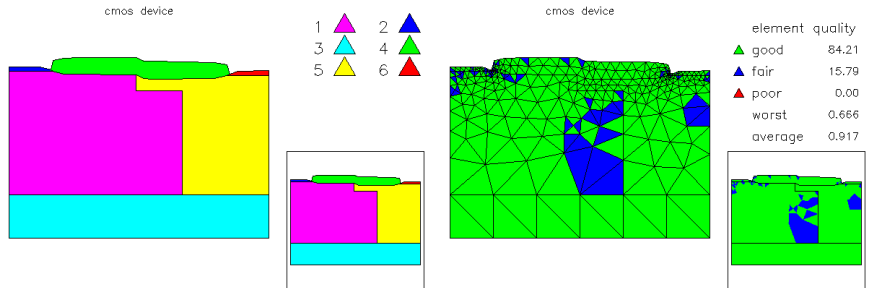 cmos device
1 2
3 4
5 6
cmos device
element quality
good 84.21
fair 15.79
poor 0.00
worst 0.666
average 0.917